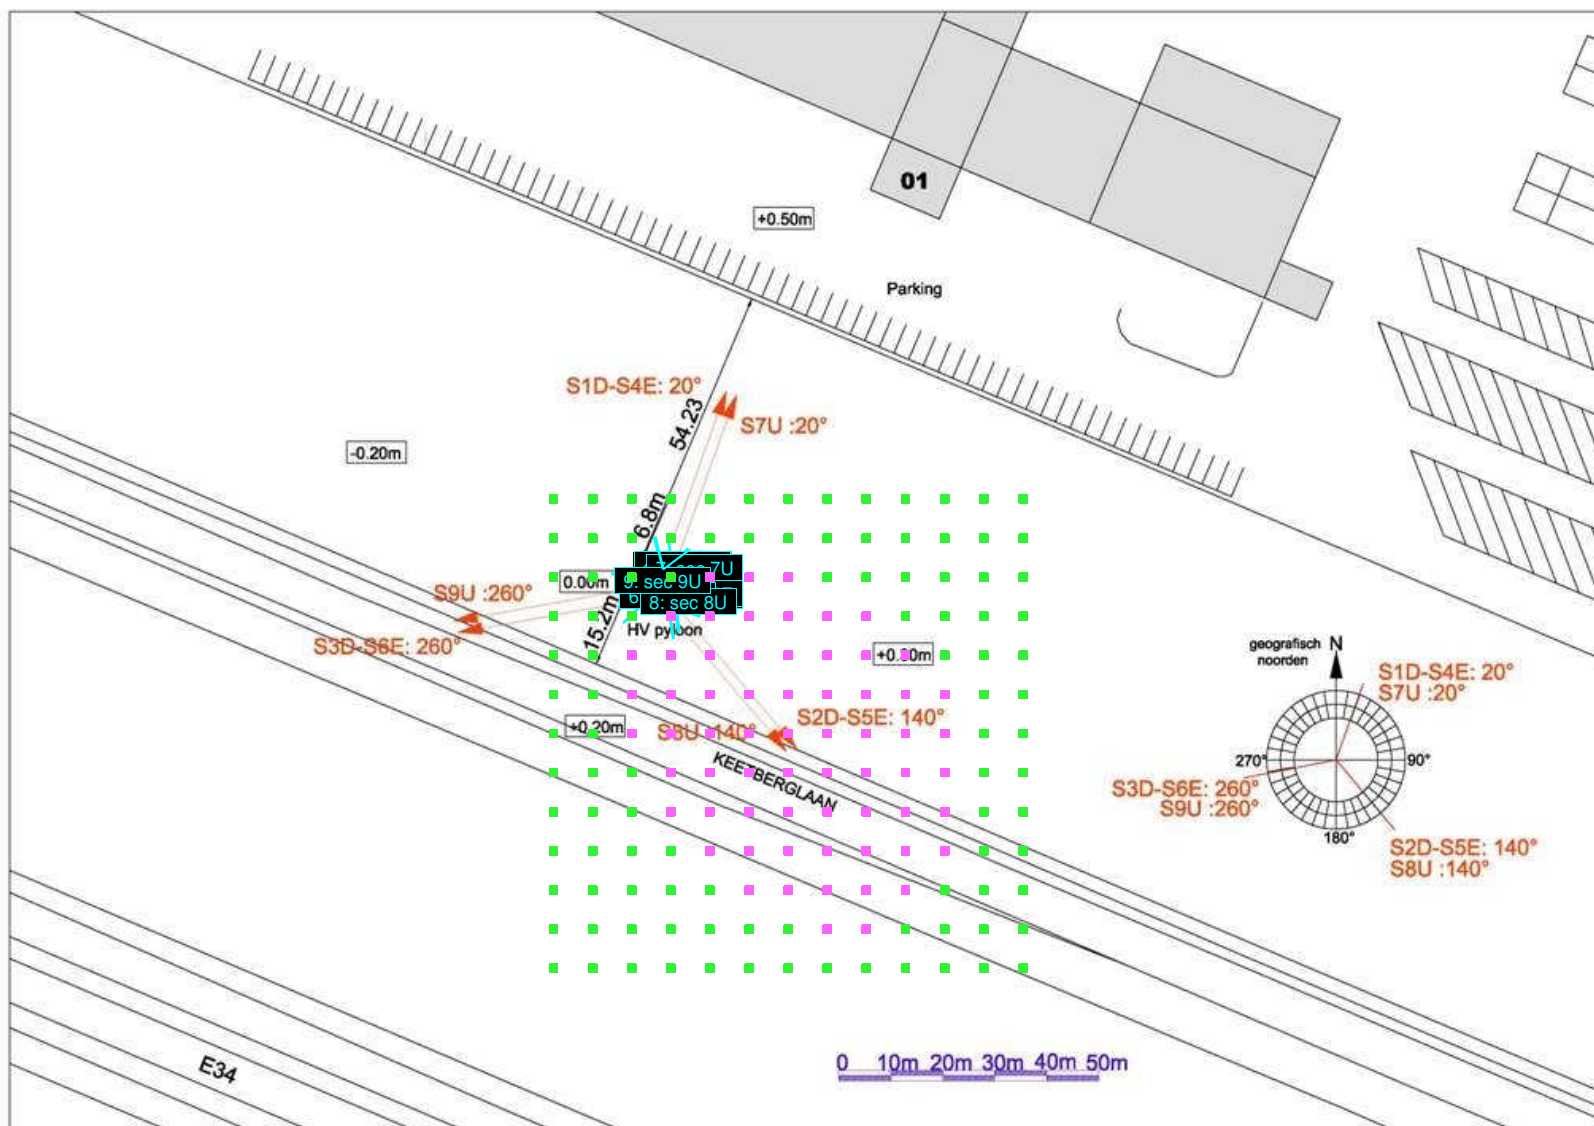 01
+0.50m
Parking
S1D-S4E: 20°
S7U :20°
54.23
-0.20m
6.8m
7U
0.00m
9: sec 9U
6
8: sec 8U
S9U :260°
15.2m
HV pyloon
S3D-S6E: 260°
geografisch
noorden
N
S1D-S4E: 20°
S7U :20°
+0.20m
S8U :140°
S2D-S5E: 140°
KEETBERGLAAN
270°
90°
S3D-S6E: 260°
S9U :260°
180°
S2D-S5E: 140°
S8U :140°
0 10m 20m 30m 40m 50m
E34